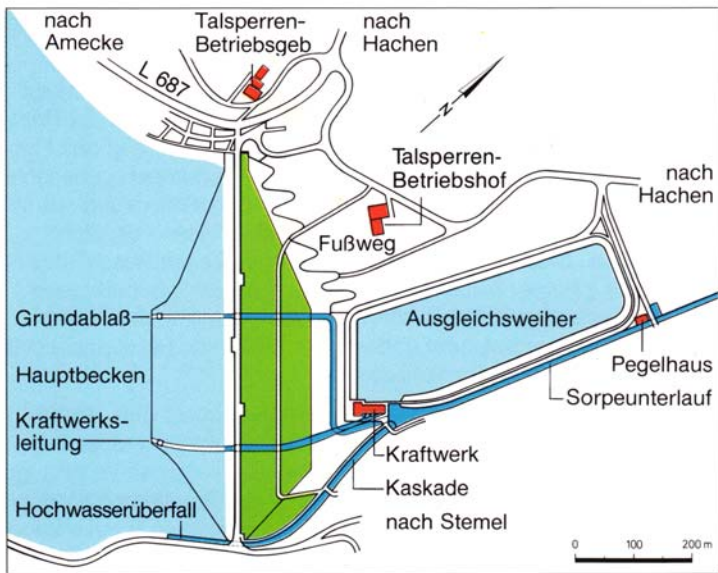 nach
Amecke
Talsperren-
Betriebsgeb
nach
Hachen
L 687
N
Talsperren-
Betriebshof
nach
Hachen
Fußweg
Grundablaß
Ausgleichsweiher
Hauptbecken
Pegelhaus
Sorpeunterlauf
Kraftwerks-
leitung
Kraftwerk
Kaskade
Hochwasserüberfall
nach Stemel
0 100 200 m